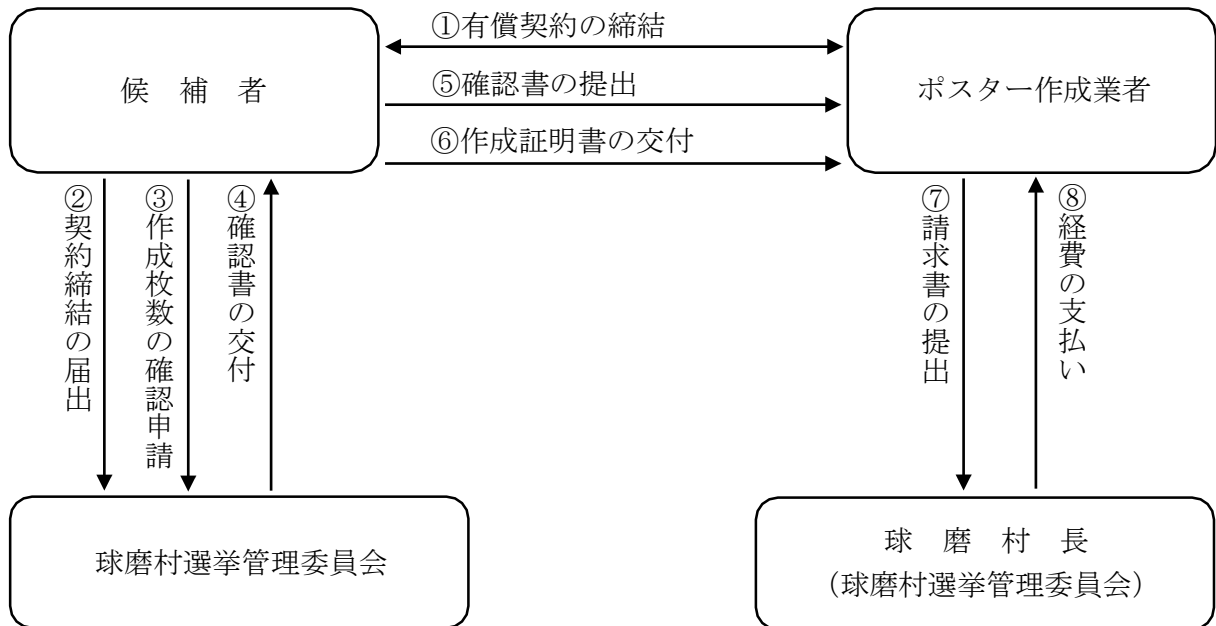 ①有償契約の締結
候　補　者
⑤確認書の提出
ポスター作成業者
⑥作成証明書の交付
②契約締結の届出
③作成枚数の確認申請
④確認書の交付
⑦請求書の提出
⑧経費の支払い
球磨村選挙管理委員会
球　磨　村　長
（球磨村選挙管理委員会）